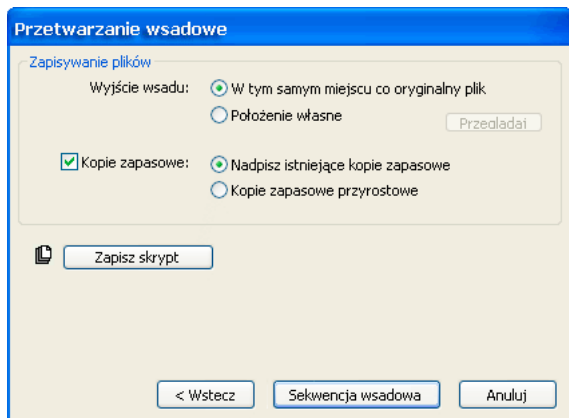 Przetwarzanie wsadowe
Zapisywanie plików
Wyjście wsadu: W tym samym miejscu co oryginalny plik
Położenie własne
Przeglądaj
Kopie zapasowe: Nadpisz istniejące kopie zapasowe
Kopie zapasowe przyrostowe
Zapisz skrypt
< Wstecz Sekwencja wsadowa Anuluj